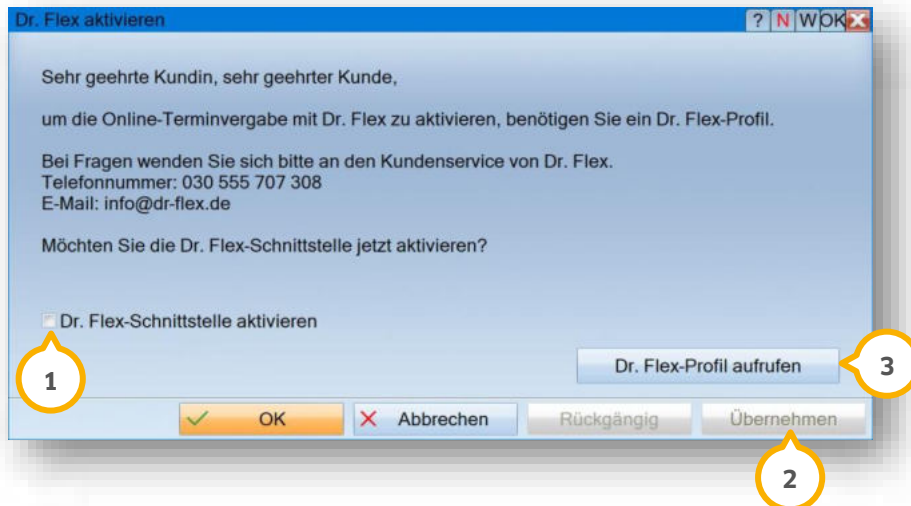 Dr. Flex aktivieren ? N W OK X
Sehr geehrte Kundin, sehr geehrter Kunde,
um die Online-Terminvergabe mit Dr. Flex zu aktivieren, benötigen Sie ein Dr. Flex-Profil.
Bei Fragen wenden Sie sich bitte an den Kundenservice von Dr. Flex.
Telefonnummer: 030 555 707 308
E-Mail: info@dr-flex.de
Möchten Sie die Dr. Flex-Schnittstelle jetzt aktivieren?
Dr. Flex-Schnittstelle aktivieren
1
Dr. Flex-Profil aufrufen
3
OK Abbrechen Rückgängig Übernehmen
2